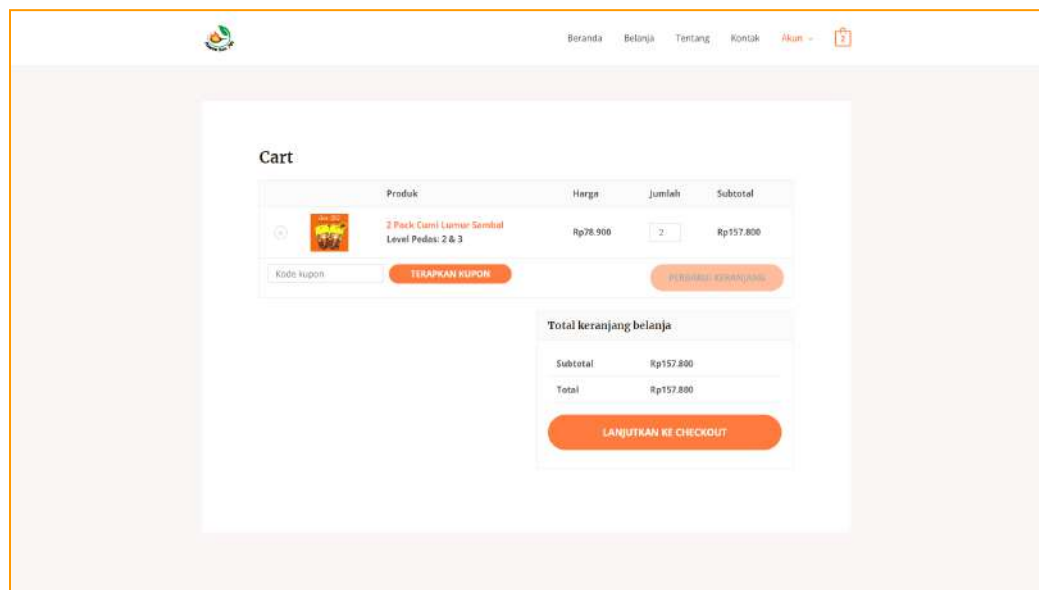 Beranda Belanja Tentang Kontak Akun 2
Cart
Produk Harga Jumlah Subtotal
2 Pack Cumi Lumur Sambal Rp78.900 2 Rp157.800
Level Pedas: 2 & 3
Kode kupon TERAPKAN KUPON PERBARUI KERANJANG
Total keranjang belanja
Subtotal Rp157.800
Total Rp157.800
LANJUTKAN KE CHECKOUT